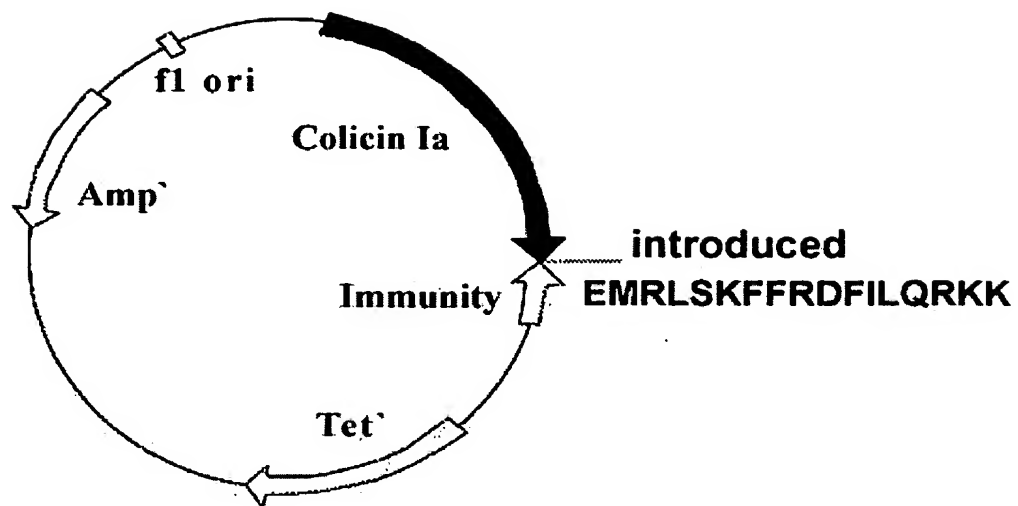 f1 ori
Colicin Ia
Amp`
introduced
Immunity
EMRLSKFFRDFILQRKK
Tet`